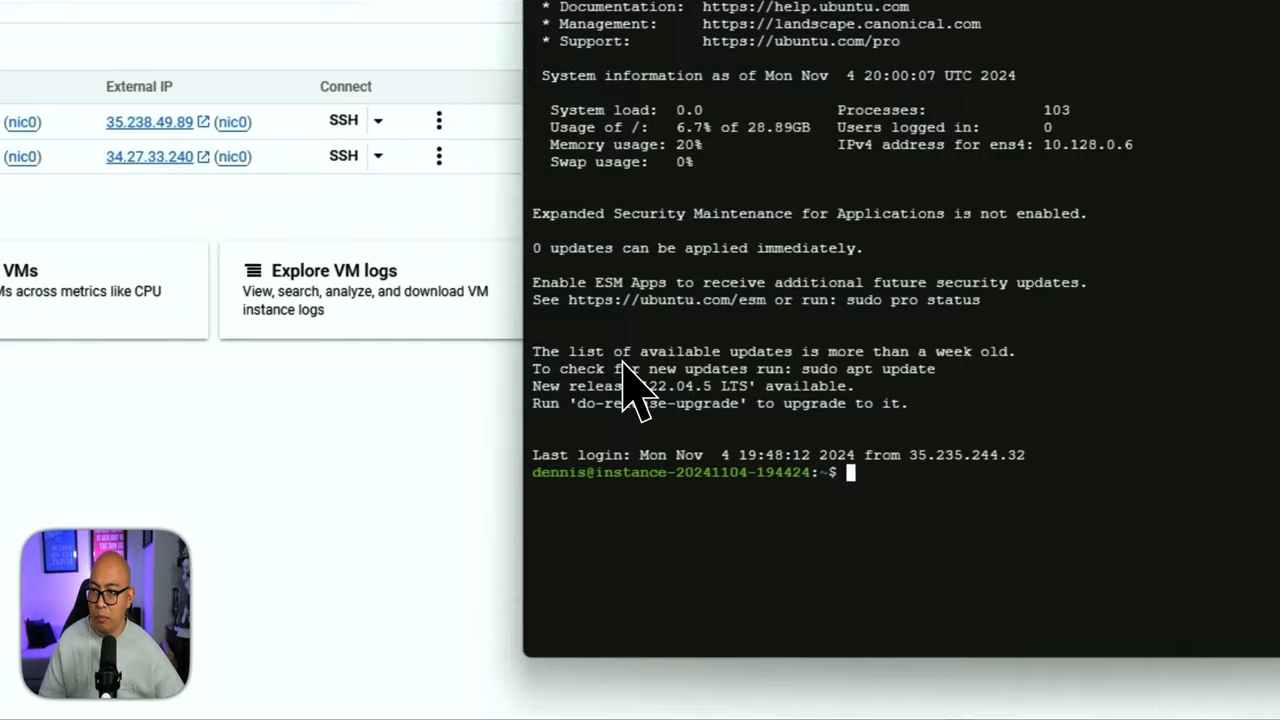 External IP Connect
(nic0) 35.238.49.89 (nic0) SSH
(nic0) 34.27.33.240 (nic0) SSH
VMs
Ms across metrics like CPU
Explore VM logs
View, search, analyze, and download VM
instance logs
* Documentation: https://help.ubuntu.com
* Management: https://landscape.canonical.com
* Support: https://ubuntu.com/pro
System information as of Mon Nov 4 20:00:07 UTC 2024
System load: 0.0 Processes: 103
Usage of /: 6.7% of 28.89GB Users logged in: 0
Memory usage: 20% IPv4 address for ens4: 10.128.0.6
Swap usage: 0%
Expanded Security Maintenance for Applications is not enabled.
0 updates can be applied immediately.
Enable ESM Apps to receive additional future security updates.
See https://ubuntu.com/esm or run: sudo pro status
The list of available updates is more than a week old.
To check for new updates run: sudo apt update
New releas '22.04.5 LTS' available.
Run 'do-release-upgrade' to upgrade to it.
Last login: Mon Nov 4 19:48:12 2024 from 35.235.244.32
dennis@instance-20241104-194424:~$